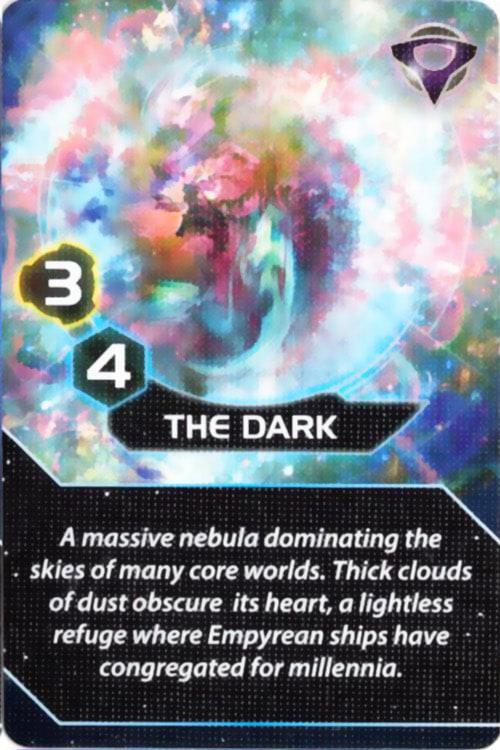 3
4
THE DARK
A massive nebula dominating the
skies of many core worlds. Thick clouds
of dust obscure its heart, a lightless
refuge where Empyrean ships have
congregated for millennia.